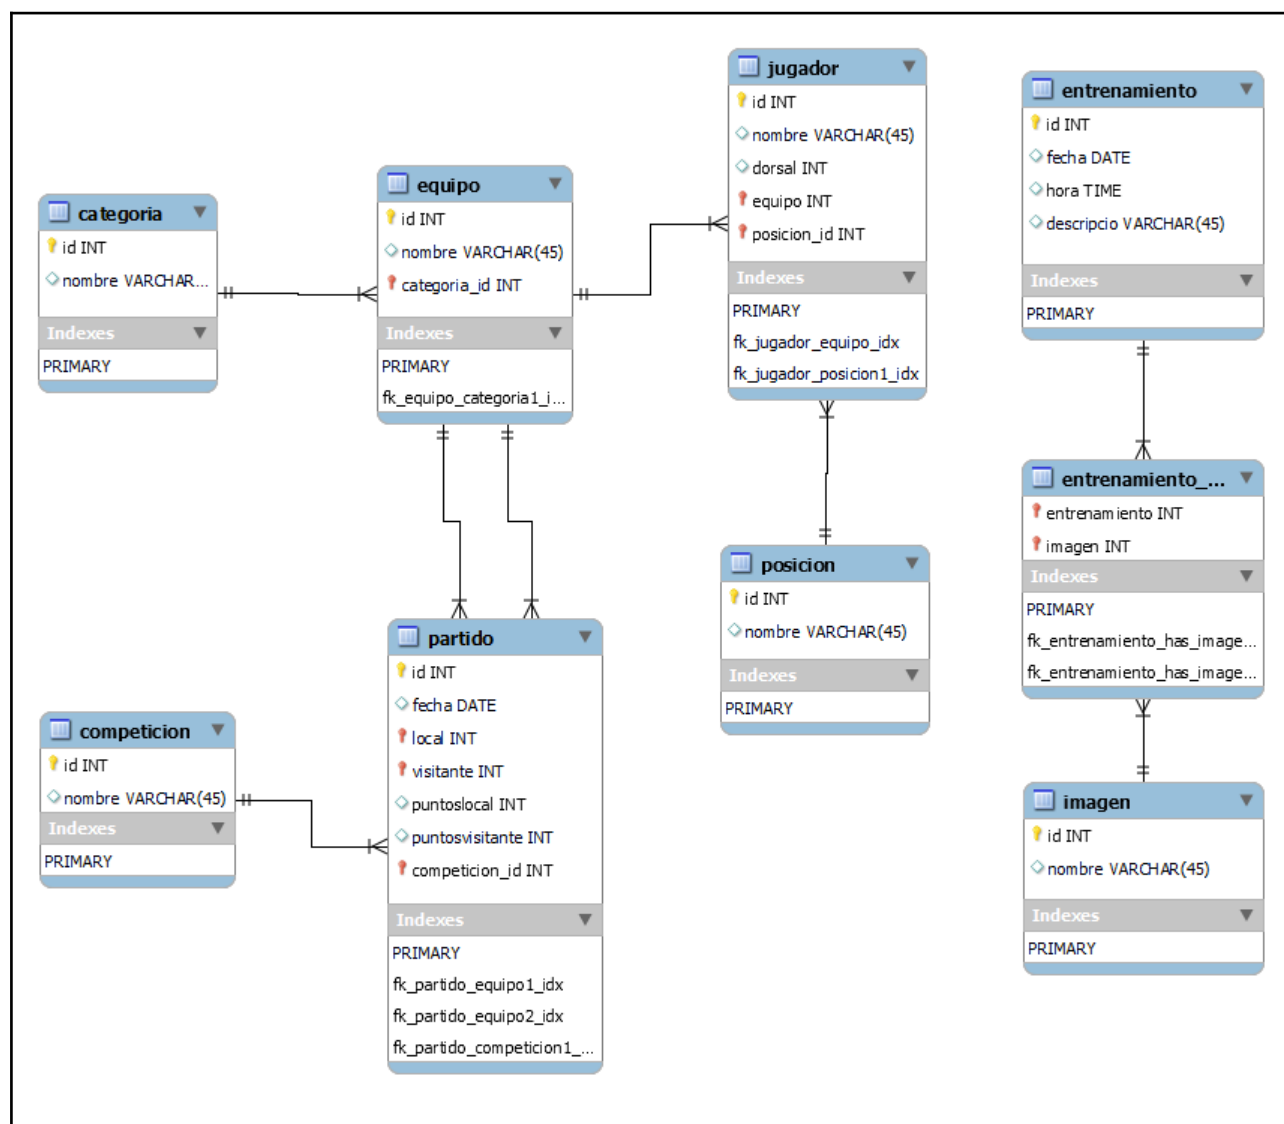 categoria
id INT
nombre VARCHAR...
Indexes
PRIMARY
equipo
id INT
nombre VARCHAR(45)
categoria_id INT
Indexes
PRIMARY
fk_equipo_categoria1_i...
jugador
id INT
nombre VARCHAR(45)
dorsal INT
equipo INT
posicion_id INT
Indexes
PRIMARY
fk_jugador_equipo_idx
fk_jugador_posicion1_idx
entrenamiento
id INT
fecha DATE
hora TIME
descripcio VARCHAR(45)
Indexes
PRIMARY
competicion
id INT
nombre VARCHAR(45)
Indexes
PRIMARY
partido
id INT
fecha DATE
local INT
visitante INT
puntoslocal INT
puntosvisitante INT
competicion_id INT
Indexes
PRIMARY
fk_partido_equipo1_idx
fk_partido_equipo2_idx
fk_partido_competicion1_...
posicion
id INT
nombre VARCHAR(45)
Indexes
PRIMARY
entrenamiento_...
entrenamiento INT
imagen INT
Indexes
PRIMARY
fk_entrenamiento_has_image...
fk_entrenamiento_has_image...
imagen
id INT
nombre VARCHAR(45)
Indexes
PRIMARY